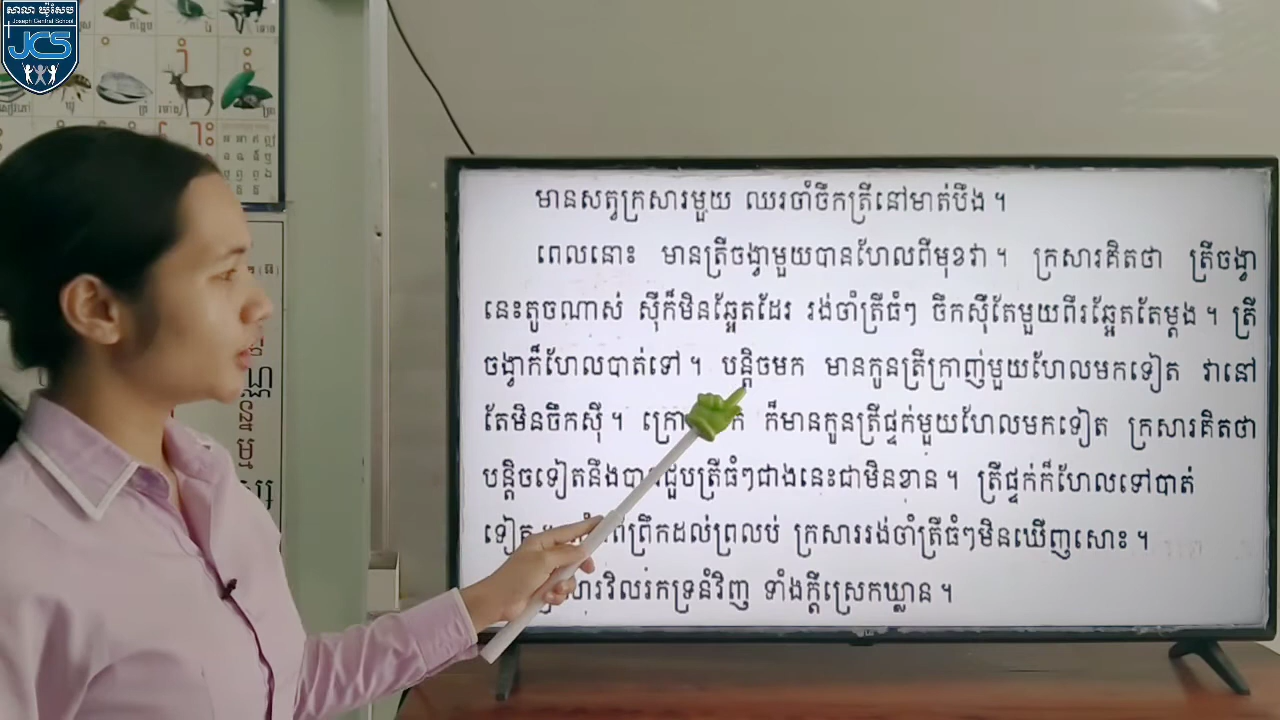 សាលា យ៉ូសែប
Joseph Central School
JCS
មានសត្វក្រសារមួយ ឈរចាំចឹកត្រីនៅមាត់បឹង ។
ពេលនោះ មានត្រីចង្វាមួយបានហែលពីមុខវា ។ ក្រសារគិតថា ត្រីចង្វា
នេះតូចណាស់ ស៊ីក៏មិនឆ្អែតដែរ រង់ចាំត្រីធំៗ ចឹកស៊ីតែមួយពីរឆ្អែតតែម្ដង ។ ត្រី
ចង្វាក៏ហែលបាត់ទៅ ។ បន្តិចមក មានកូនត្រីក្រាញ់មួយហែលមកទៀត វានៅ
តែមិនចឹកស៊ី ។ ក៏មានកូនត្រីផ្ទក់មួយហែលមកទៀត ក្រសារគិតថា
បន្តិចទៀតនឹងបានជួបត្រីធំៗជាងនេះជាមិនខាន ។ ត្រីផ្ទក់ក៏ហែលទៅបាត់
ទៀត ។ ព្រឹកដល់ព្រលប់ ក្រសាររង់ចាំត្រីធំៗមិនឃើញសោះ ។
វិលរកទ្រនំវិញ ទាំងក្ដីស្រេកឃ្លាន ។